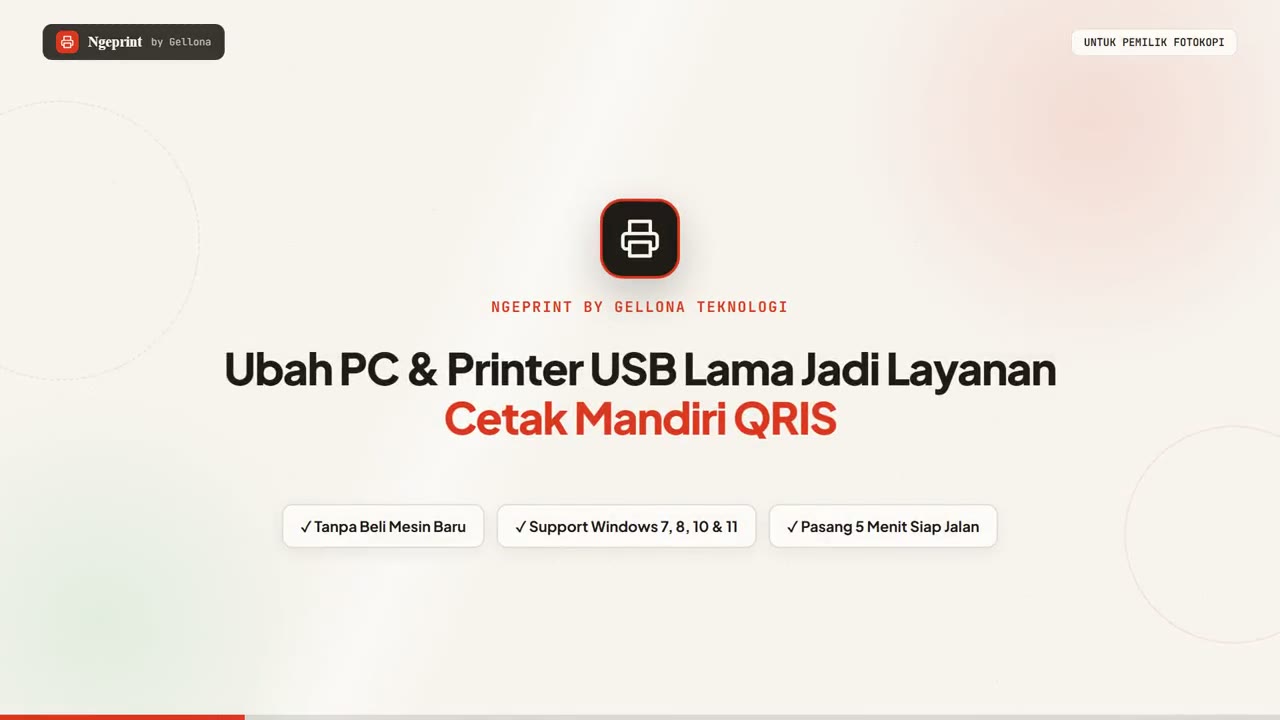 Ngeprint by Gellona
UNTUK PEMILIK FOTOKOPI
NGEPRINT BY GELLONA TEKNOLOGI
Ubah PC & Printer USB Lama Jadi Layanan
Cetak Mandiri QRIS
✓ Tanpa Beli Mesin Baru
✓ Support Windows 7, 8, 10 & 11
✓ Pasang 5 Menit Siap Jalan